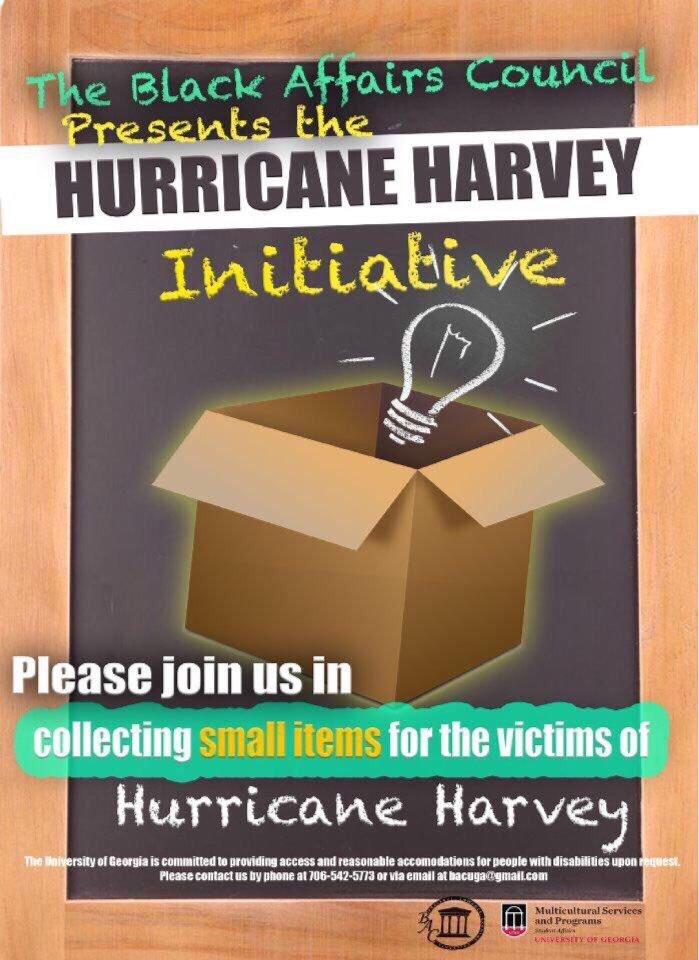 The Black Affairs Council
Presents the
HURRICANE HARVEY
Initiative
Please join us in
collecting small items for the victims of
Hurricane Harvey
The University of Georgia is committed to providing access and reasonable accomodations for people with disabilities upon request.
Please contact us by phone at 706-542-5773 or via email at bacuga@gmail.com
BAC
Multicultural Services
and Programs
Student Affairs
UNIVERSITY OF GEORGIA